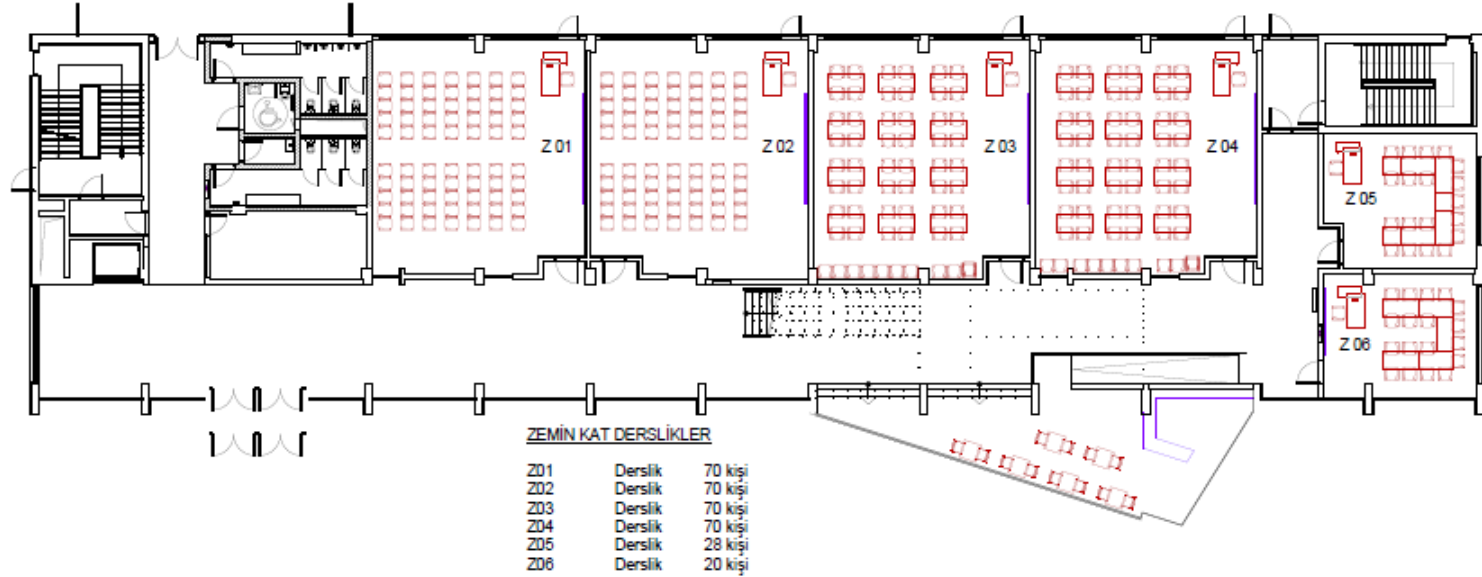 Z 01
Z 02
Z 03
Z 04
Z 05
Z 06
ZEMİN KAT DERSLİKLER
Z01 Derslik 70 kişi
Z02 Derslik 70 kişi
Z03 Derslik 70 kişi
Z04 Derslik 70 kişi
Z05 Derslik 28 kişi
Z06 Derslik 20 kişi